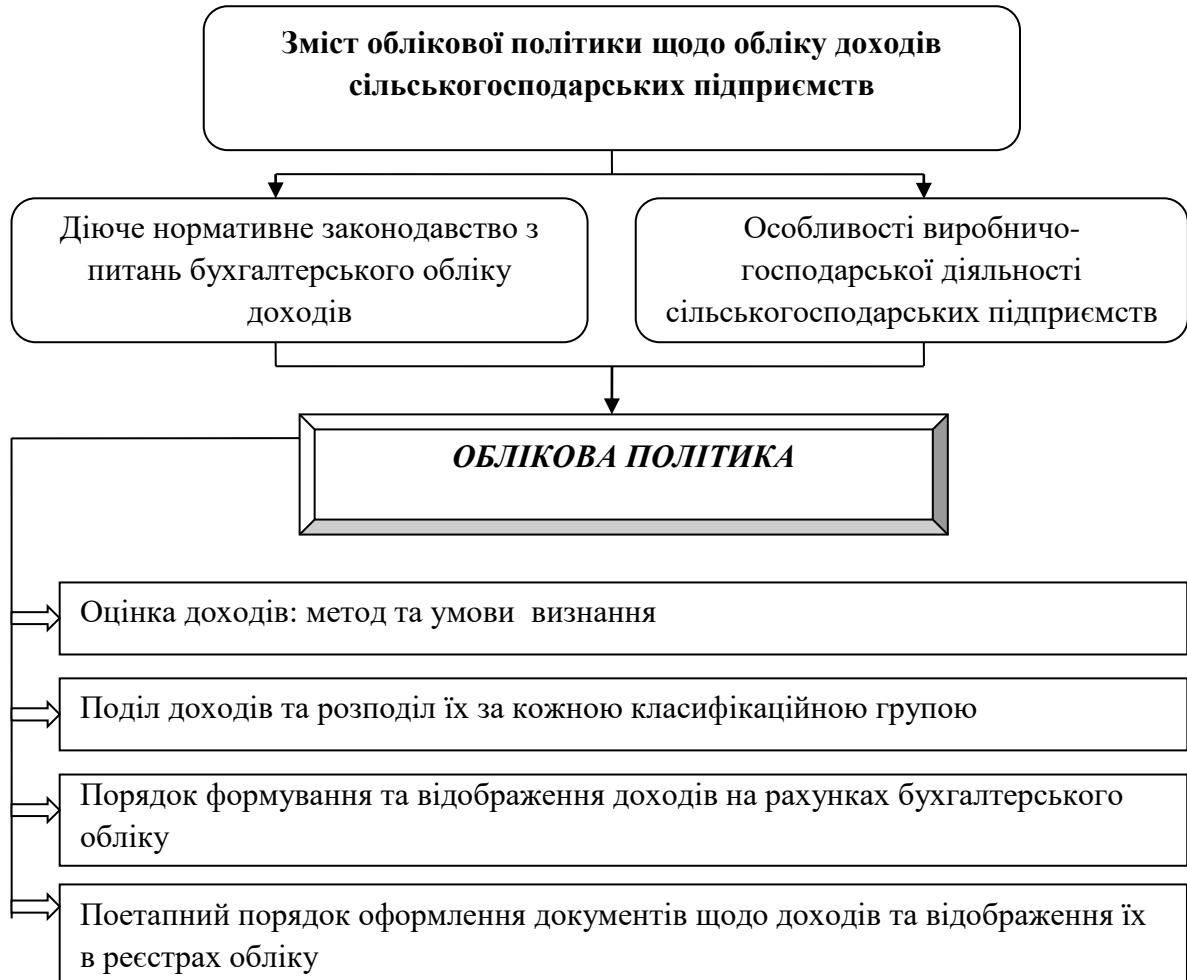 Зміст облікової політики щодо обліку доходів
сільськогосподарських підприємств
Діюче нормативне законодавство з
питань бухгалтерського обліку
доходів
Особливості виробничо-
господарської діяльності
сільськогосподарських підприємств
ОБЛІКОВА ПОЛІТИКА
Оцінка доходів: метод та умови визнання
Поділ доходів та розподіл їх за кожною класифікаційною групою
Порядок формування та відображення доходів на рахунках бухгалтерського
обліку
Поетапний порядок оформлення документів щодо доходів та відображення їх
в реєстрах обліку